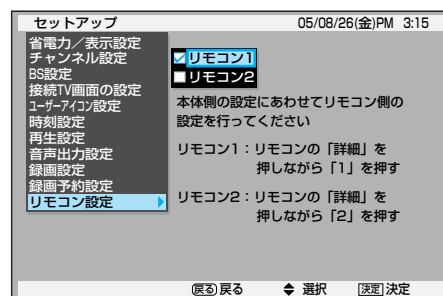 セットアップ 05/08/26(金)PM 3:15
省電力／表示設定
チャンネル設定
BS設定
接続TV画面の設定
ユーザーアイコン設定
時刻設定
再生設定
音声出力設定
録画設定
録画予約設定
リモコン設定
リモコン1
リモコン2
本体側の設定にあわせてリモコン側の
設定を行ってください
リモコン1：リモコンの「詳細」を
押しながら「1」を押す
リモコン2：リモコンの「詳細」を
押しながら「2」を押す
戻る 戻る 選択 決定 決定